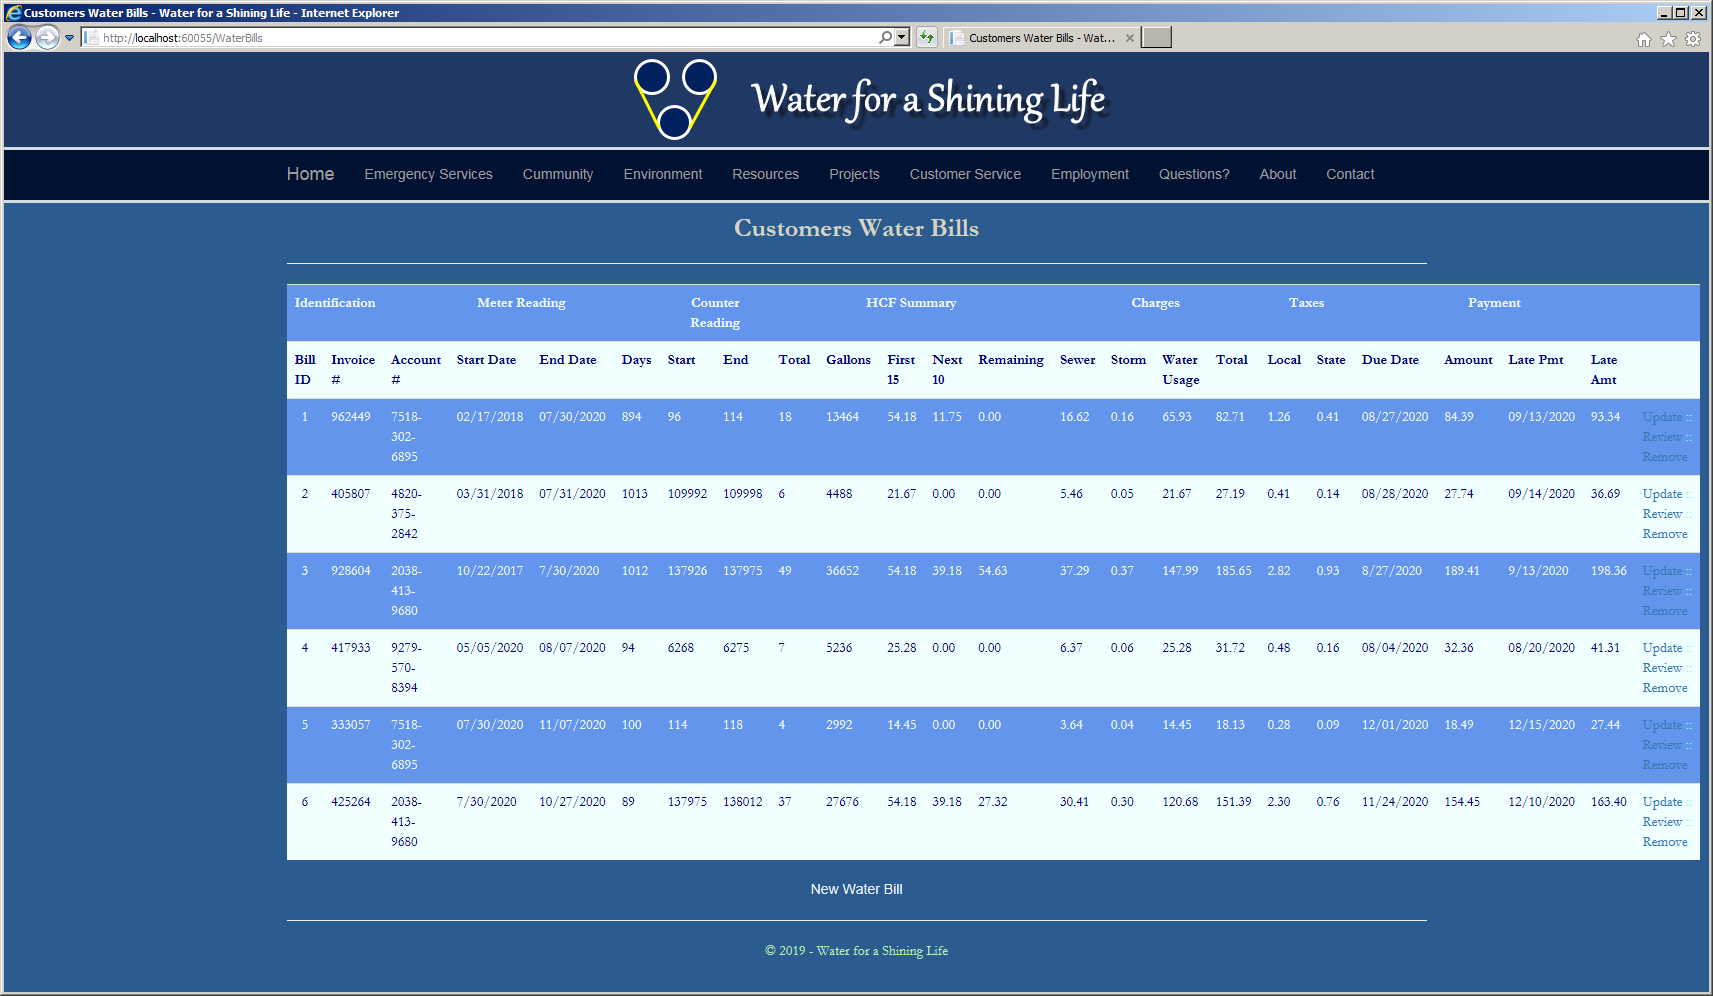 Customers Water Bills - Water for a Shining Life - Internet Explorer
http://localhost:60055/WaterBills
Customers Water Bills - Wat...
Water for a Shining Life
Home Emergency Services Cummunity Environment Resources Projects Customer Service Employment Questions? About Contact
Customers Water Bills
Identification Meter Reading Counter HCF Summary Charges Taxes Payment
Reading
Bill Invoice Account Start Date End Date Days Start End Total Gallons First Next Remaining Sewer Storm Water Total Local State Due Date Amount Late Pmt Late
ID # # 15 10 Usage Amt
1 962449 7518- 02/17/2018 07/30/2020 894 96 114 18 13464 54.18 11.75 0.00 16.62 0.16 65.93 82.71 1.26 0.41 08/27/2020 84.39 09/13/2020 93.34 Update ::
302- Review ::
6895 Remove
2 405807 4820- 03/31/2018 07/31/2020 1013 109992 109998 6 4488 21.67 0.00 0.00 5.46 0.05 21.67 27.19 0.41 0.14 08/28/2020 27.74 09/14/2020 36.69 Update ::
375- Review ::
2842 Remove
3 928604 2038- 10/22/2017 7/30/2020 1012 137926 137975 49 36652 54.18 39.18 54.63 37.29 0.37 147.99 185.65 2.82 0.93 8/27/2020 189.41 9/13/2020 198.36 Update ::
413- Review ::
9680 Remove
4 417933 9279- 05/05/2020 08/07/2020 94 6268 6275 7 5236 25.28 0.00 0.00 6.37 0.06 25.28 31.72 0.48 0.16 08/04/2020 32.36 08/20/2020 41.31 Update ::
570- Review ::
8394 Remove
5 333057 7518- 07/30/2020 11/07/2020 100 114 118 4 2992 14.45 0.00 0.00 3.64 0.04 14.45 18.13 0.28 0.09 12/01/2020 18.49 12/15/2020 27.44 Update ::
302- Review ::
6895 Remove
6 425264 2038- 7/30/2020 10/27/2020 89 137975 138012 37 27676 54.18 39.18 27.32 30.41 0.30 120.68 151.39 2.30 0.76 11/24/2020 154.45 12/10/2020 163.40 Update ::
413- Review ::
9680 Remove
New Water Bill
© 2019 - Water for a Shining Life